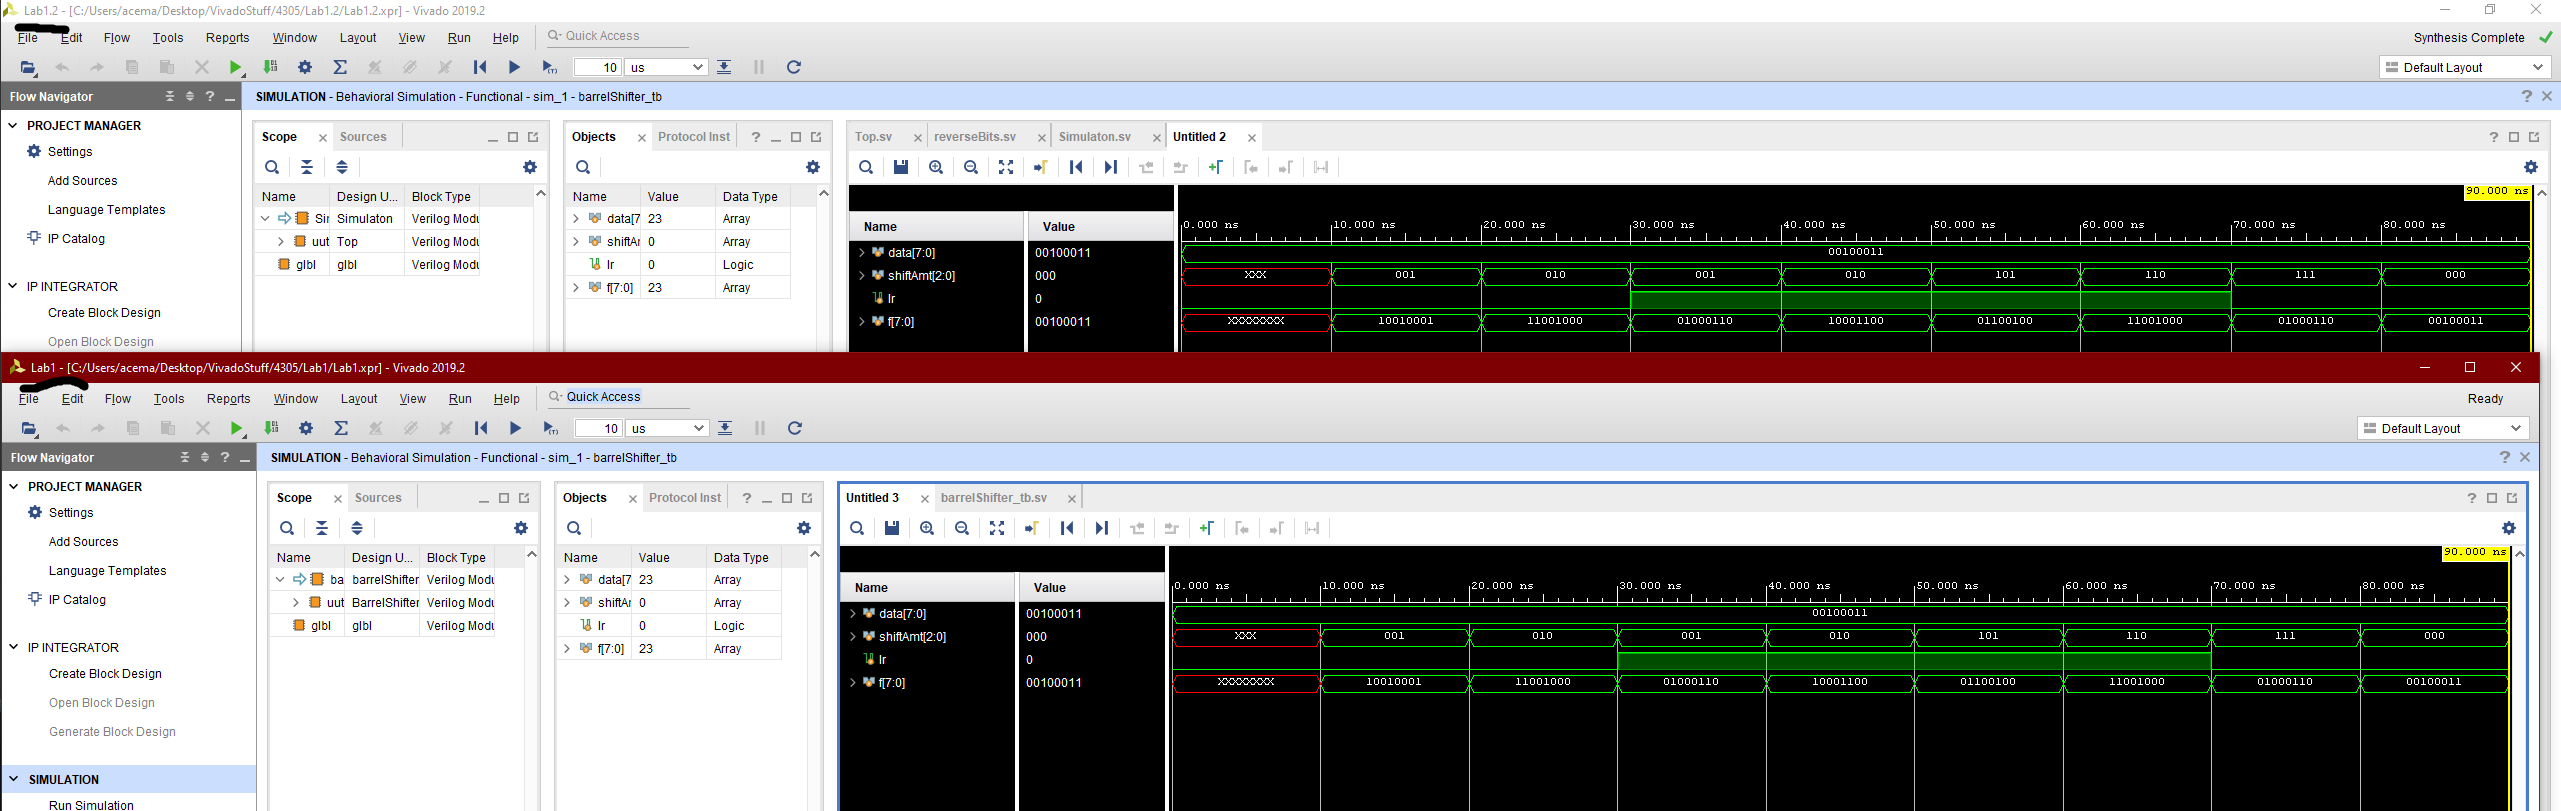 Lab1.2 - [C:/Users/acema/Desktop/VivadoStuff/4305/Lab1.2/Lab1.2.xpr] - Vivado 2019.2
File Edit Flow Tools Reports Window Layout View Run Help Quick Access Synthesis Complete
10 us Default Layout
Flow Navigator SIMULATION - Behavioral Simulation - Functional - sim_1 - barrelShifter_tb
PROJECT MANAGER
Settings
Add Sources
Language Templates
IP Catalog
IP INTEGRATOR
Create Block Design
Open Block Design
Scope Sources
Name Design U... Block Type
Sir Simulaton Verilog Modu
uut Top Verilog Modu
glbl glbl Verilog Modu
Objects Protocol Inst
Name Value Data Type
data[7 23 Array
shiftAr 0 Array
lr 0 Logic
f[7:0] 23 Array
Top.sv reverseBits.sv Simulaton.sv Untitled 2
90.000 ns
Name Value 0.000 ns 10.000 ns 20.000 ns 30.000 ns 40.000 ns 50.000 ns 60.000 ns 70.000 ns 80.000 ns
data[7:0] 00100011 00100011
shiftAmt[2:0] 000 XXX 001 010 001 010 101 110 111 000
lr 0
f[7:0] 00100011 XXXXXXXX 10010001 11001000 01000110 10001100 01100100 11001000 01000110 00100011
Lab1 - [C:/Users/acema/Desktop/VivadoStuff/4305/Lab1/Lab1.xpr] - Vivado 2019.2
File Edit Flow Tools Reports Window Layout View Run Help Quick Access Ready
10 us Default Layout
Flow Navigator SIMULATION - Behavioral Simulation - Functional - sim_1 - barrelShifter_tb
PROJECT MANAGER
Settings
Add Sources
Language Templates
IP Catalog
IP INTEGRATOR
Create Block Design
Open Block Design
Generate Block Design
SIMULATION
Run Simulation
Scope Sources
Name Design U... Block Type
ba barrelShifter Verilog Modu
uut BarrelShifter Verilog Modu
glbl glbl Verilog Modu
Objects Protocol Inst
Name Value Data Type
data[7 23 Array
shiftAr 0 Array
lr 0 Logic
f[7:0] 23 Array
Untitled 3 barrelShifter_tb.sv
90.000 ns
Name Value 0.000 ns 10.000 ns 20.000 ns 30.000 ns 40.000 ns 50.000 ns 60.000 ns 70.000 ns 80.000 ns
data[7:0] 00100011 00100011
shiftAmt[2:0] 000 XXX 001 010 001 010 101 110 111 000
lr 0
f[7:0] 00100011 XXXXXXXX 10010001 11001000 01000110 10001100 01100100 11001000 01000110 00100011